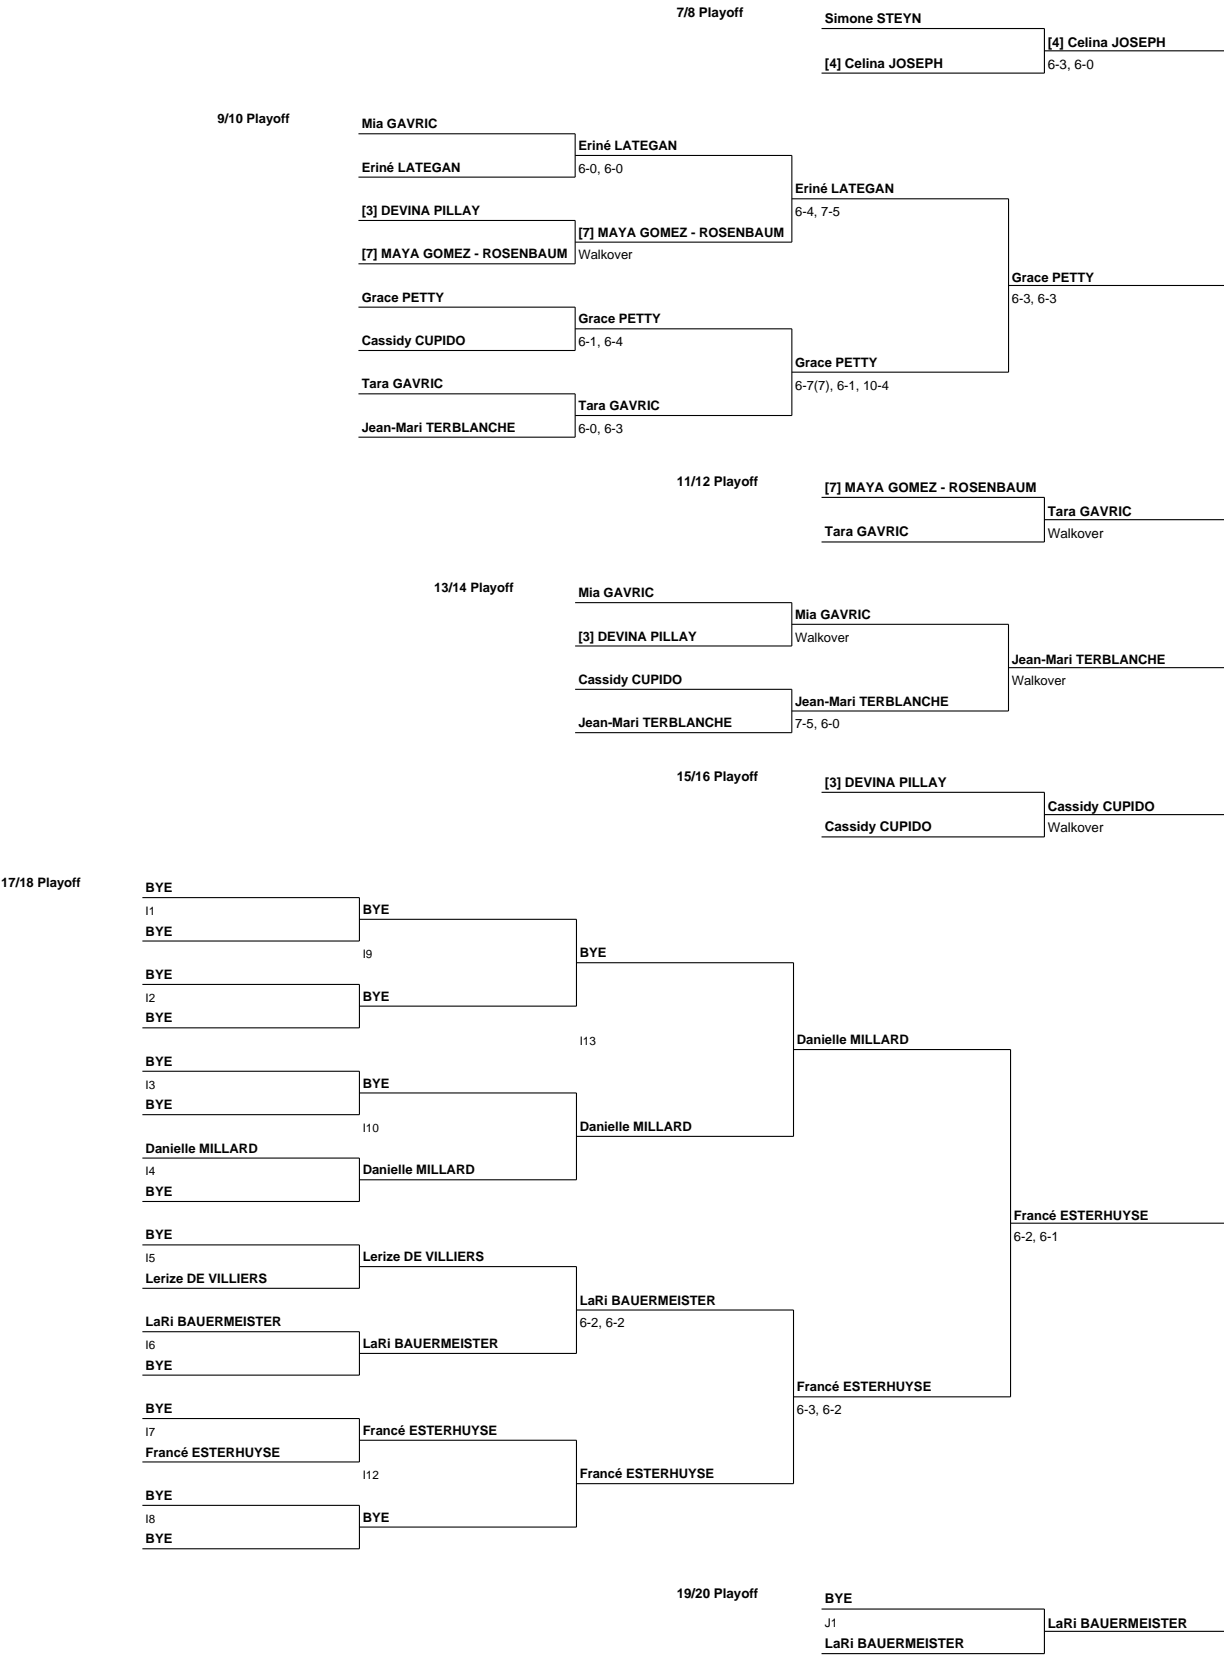 7/8 Playoff
Simone STEYN
[4] Celina JOSEPH
[4] Celina JOSEPH
6-3, 6-0
9/10 Playoff
Mia GAVRIC
Eriné LATEGAN
Eriné LATEGAN
6-0, 6-0
Eriné LATEGAN
6-4, 7-5
[3] DEVINA PILLAY
[7] MAYA GOMEZ - ROSENBAUM
[7] MAYA GOMEZ - ROSENBAUM
Walkover
Grace PETTY
6-3, 6-3
Grace PETTY
Grace PETTY
Cassidy CUPIDO
6-1, 6-4
Grace PETTY
6-7(7), 6-1, 10-4
Tara GAVRIC
Tara GAVRIC
Jean-Mari TERBLANCHE
6-0, 6-3
11/12 Playoff
[7] MAYA GOMEZ - ROSENBAUM
Tara GAVRIC
Tara GAVRIC
Walkover
13/14 Playoff
Mia GAVRIC
Mia GAVRIC
[3] DEVINA PILLAY
Walkover
Jean-Mari TERBLANCHE
Walkover
Cassidy CUPIDO
Jean-Mari TERBLANCHE
Jean-Mari TERBLANCHE
7-5, 6-0
15/16 Playoff
[3] DEVINA PILLAY
Cassidy CUPIDO
Cassidy CUPIDO
Walkover
17/18 Playoff
BYE
I1
BYE
BYE
I9
BYE
BYE
I2
BYE
BYE
I13
Danielle MILLARD
BYE
I3
BYE
BYE
I10
Danielle MILLARD
Danielle MILLARD
I4
Danielle MILLARD
BYE
Francé ESTERHUYSE
6-2, 6-1
BYE
I5
Lerize DE VILLIERS
Lerize DE VILLIERS
LaRi BAUERMEISTER
6-2, 6-2
LaRi BAUERMEISTER
I6
LaRi BAUERMEISTER
BYE
Francé ESTERHUYSE
6-3, 6-2
BYE
I7
Francé ESTERHUYSE
Francé ESTERHUYSE
I12
Francé ESTERHUYSE
BYE
I8
BYE
BYE
19/20 Playoff
BYE
J1
LaRi BAUERMEISTER
LaRi BAUERMEISTER